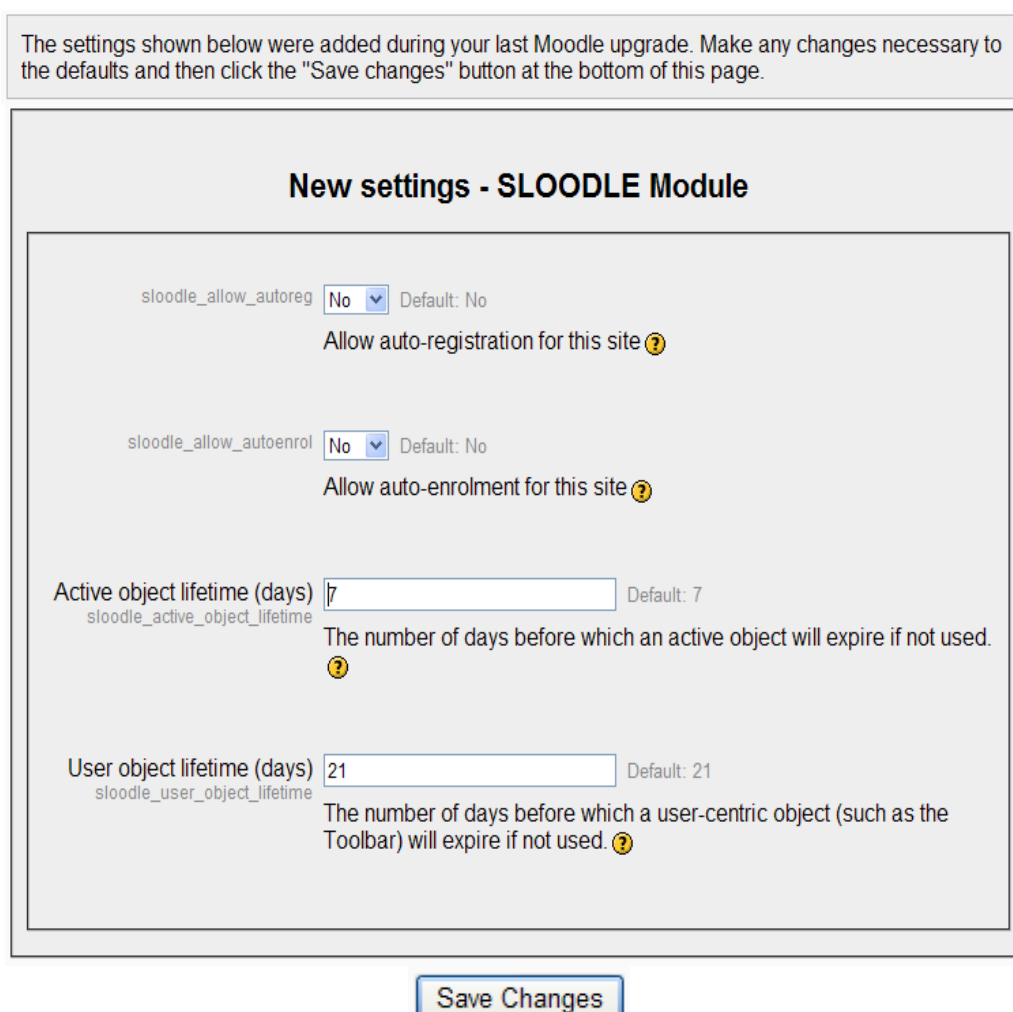 The settings shown below were added during your last Moodle upgrade. Make any changes necessary to
the defaults and then click the "Save changes" button at the bottom of this page.
New settings - SLOODLE Module
sloodle_allow_autoreg No Default: No
Allow auto-registration for this site ?
sloodle_allow_autoenrol No Default: No
Allow auto-enrolment for this site ?
Active object lifetime (days) 7 Default: 7
sloodle_active_object_lifetime
The number of days before which an active object will expire if not used.
?
User object lifetime (days) 21 Default: 21
sloodle_user_object_lifetime
The number of days before which a user-centric object (such as the
Toolbar) will expire if not used. ?
Save Changes